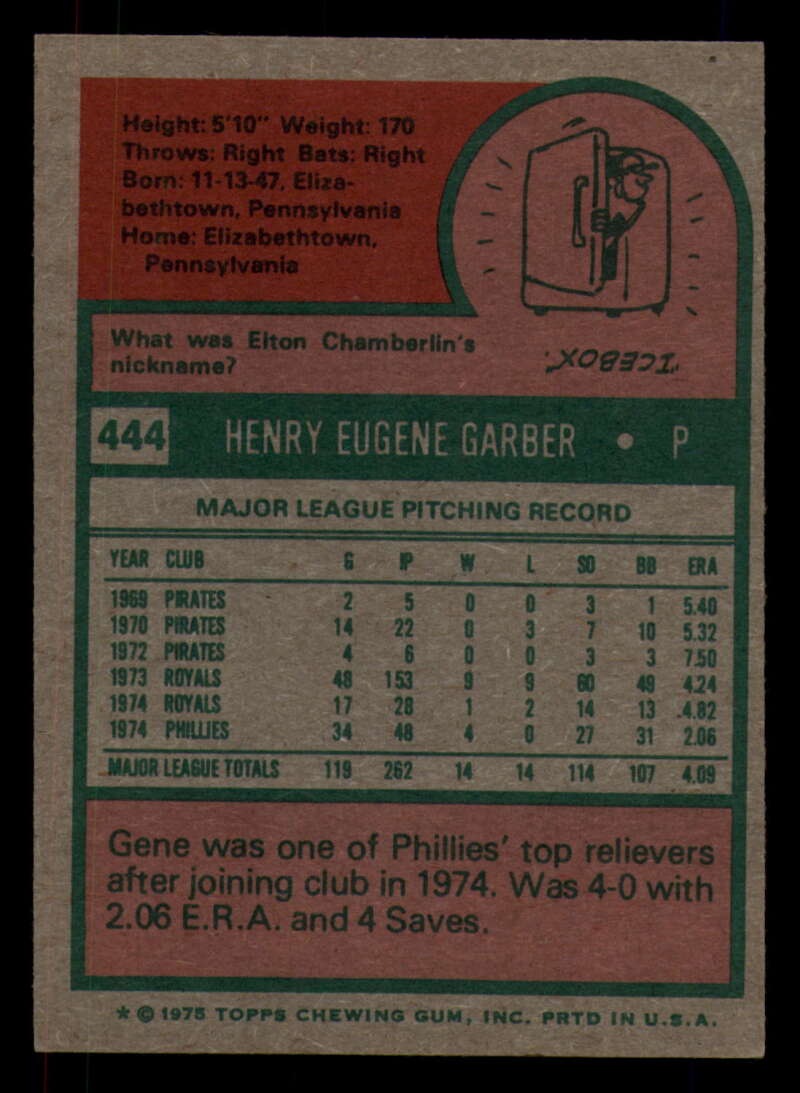 Height: 5'10" Weight: 170
Throws: Right Bats: Right
Born: 11-13-47, Eliza-
bethtown, Pennsylvania
Home: Elizabethtown,
Pennsylvania
What was Elton Chamberlin's
nickname?
"ICEBOX."
444 HENRY EUGENE GARBER • P
MAJOR LEAGUE PITCHING RECORD
YEAR CLUB G IP W L SO BB ERA
1969 PIRATES 2 5 0 0 3 1 5.40
1970 PIRATES 14 22 0 3 7 10 5.32
1972 PIRATES 4 6 0 0 3 3 7.50
1973 ROYALS 48 153 9 9 60 49 4.24
1974 ROYALS 17 28 1 2 14 13 4.82
1974 PHILLIES 34 48 4 0 27 31 2.06
MAJOR LEAGUE TOTALS 119 262 14 14 114 107 4.09
Gene was one of Phillies' top relievers
after joining club in 1974. Was 4-0 with
2.06 E.R.A. and 4 Saves.
* © 1975 TOPPS CHEWING GUM, INC. PRTD IN U.S.A.